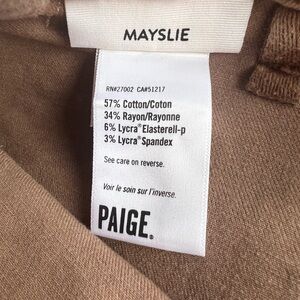 MAYSLIE
RN#27002 CA#51217
57% Cotton/Coton
34% Rayon/Rayonne
6% Lycra® Elasterell-p
3% Lycra® Spandex
See care on reverse.
Voir le soin sur l'inverse.
PAIGE®